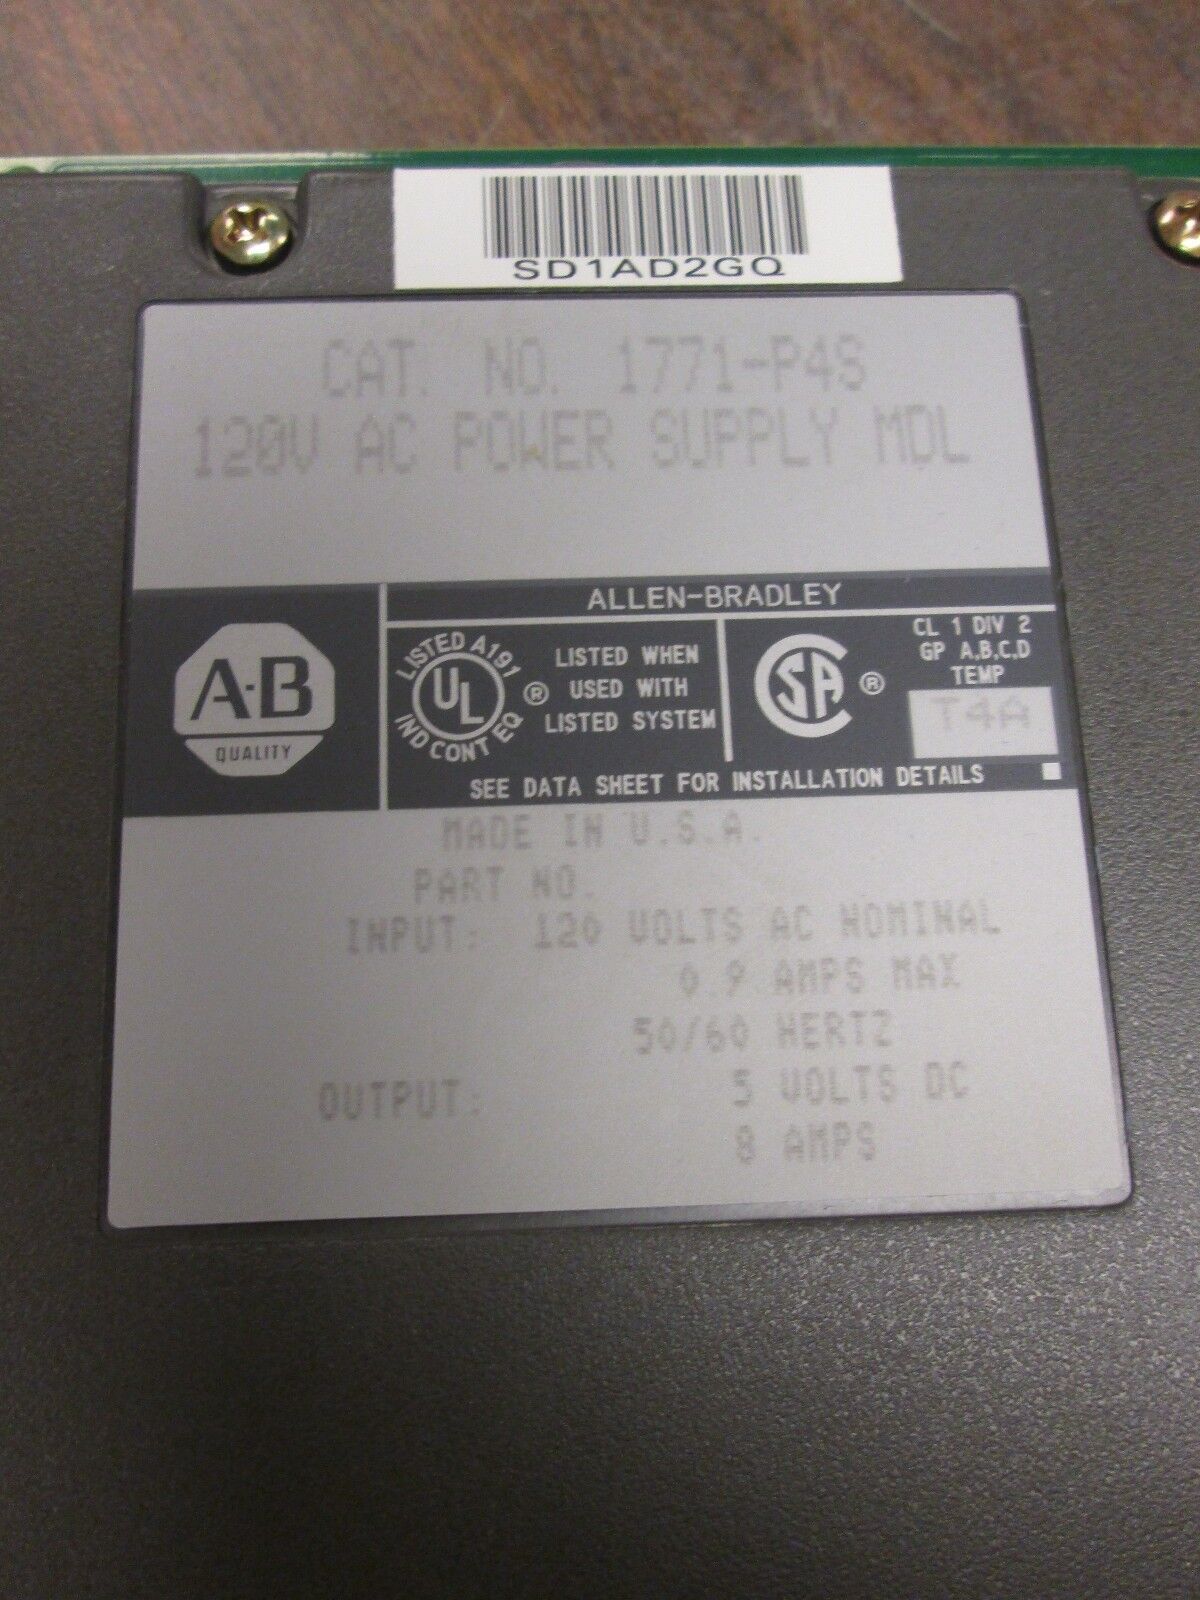 SD1AD2GQ
CAT. NO. 1771-P4S
120V AC POWER SUPPLY MDL
ALLEN-BRADLEY
A-B
QUALITY
LISTED A191
UL
IND CONT EQ
®
LISTED WHEN
USED WITH
LISTED SYSTEM
CSA
®
CL 1 DIV 2
GP A,B,C,D
TEMP
T4A
SEE DATA SHEET FOR INSTALLATION DETAILS
MADE IN U.S.A.
PART NO.
INPUT: 120 VOLTS AC NOMINAL
0.9 AMPS MAX
50/60 HERTZ
OUTPUT: 5 VOLTS DC
8 AMPS